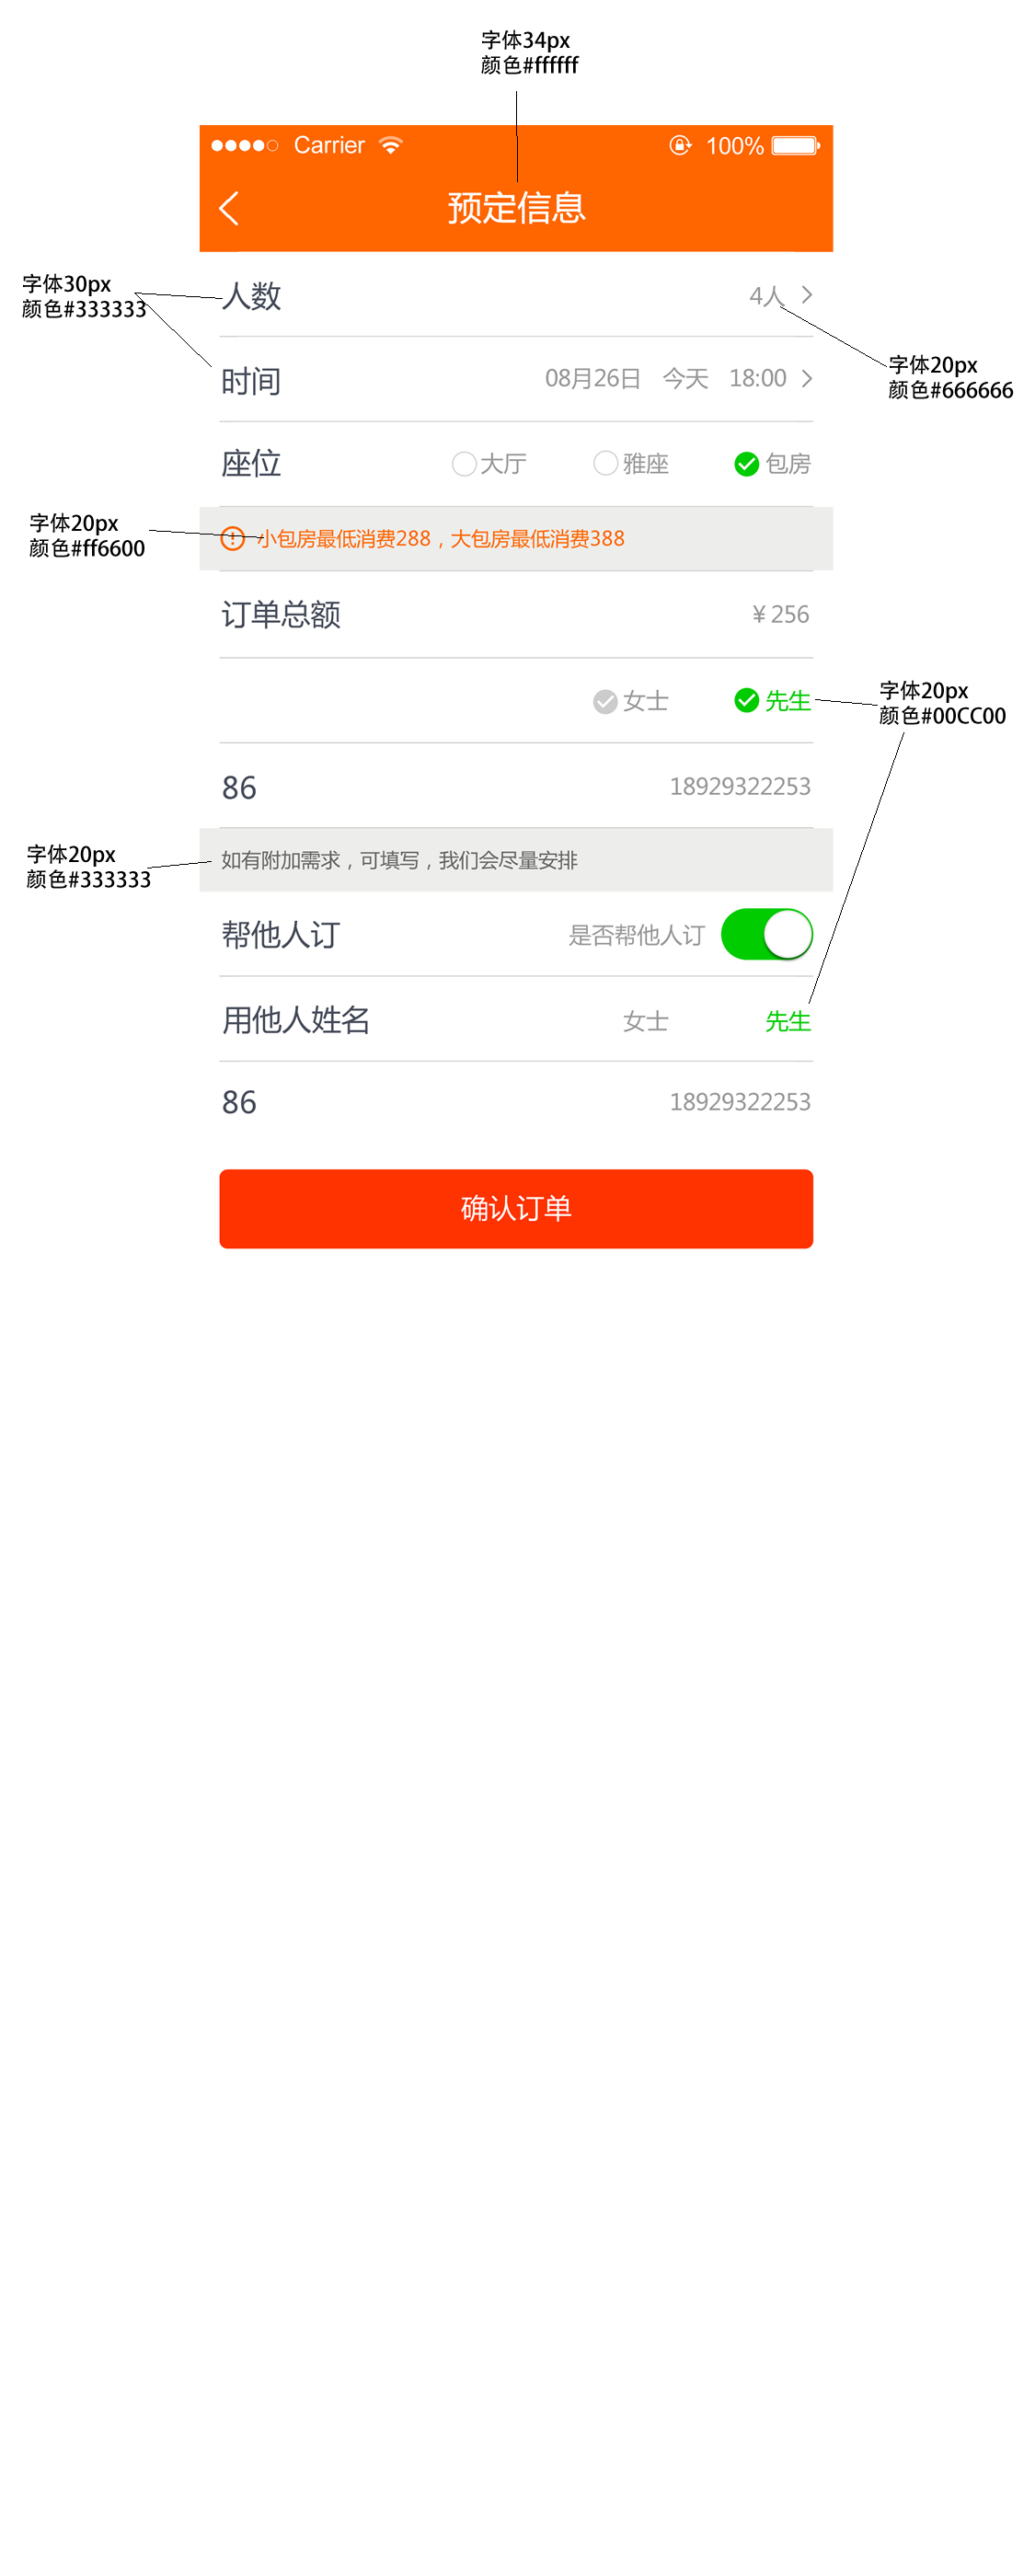 字体34px
颜色#ffffff
Carrier 100%
预定信息
字体30px
颜色#333333
人数 4人
字体20px
颜色#666666
时间 08月26日 今天 18:00
座位 大厅 雅座 包房
字体20px
颜色#ff6600
小包房最低消费288，大包房最低消费388
订单总额 ¥ 256
女士 先生
字体20px
颜色#00CC00
86 18929322253
字体20px
颜色#333333
如有附加需求，可填写，我们会尽量安排
帮他人订 是否帮他人订
用他人姓名 女士 先生
86 18929322253
确认订单